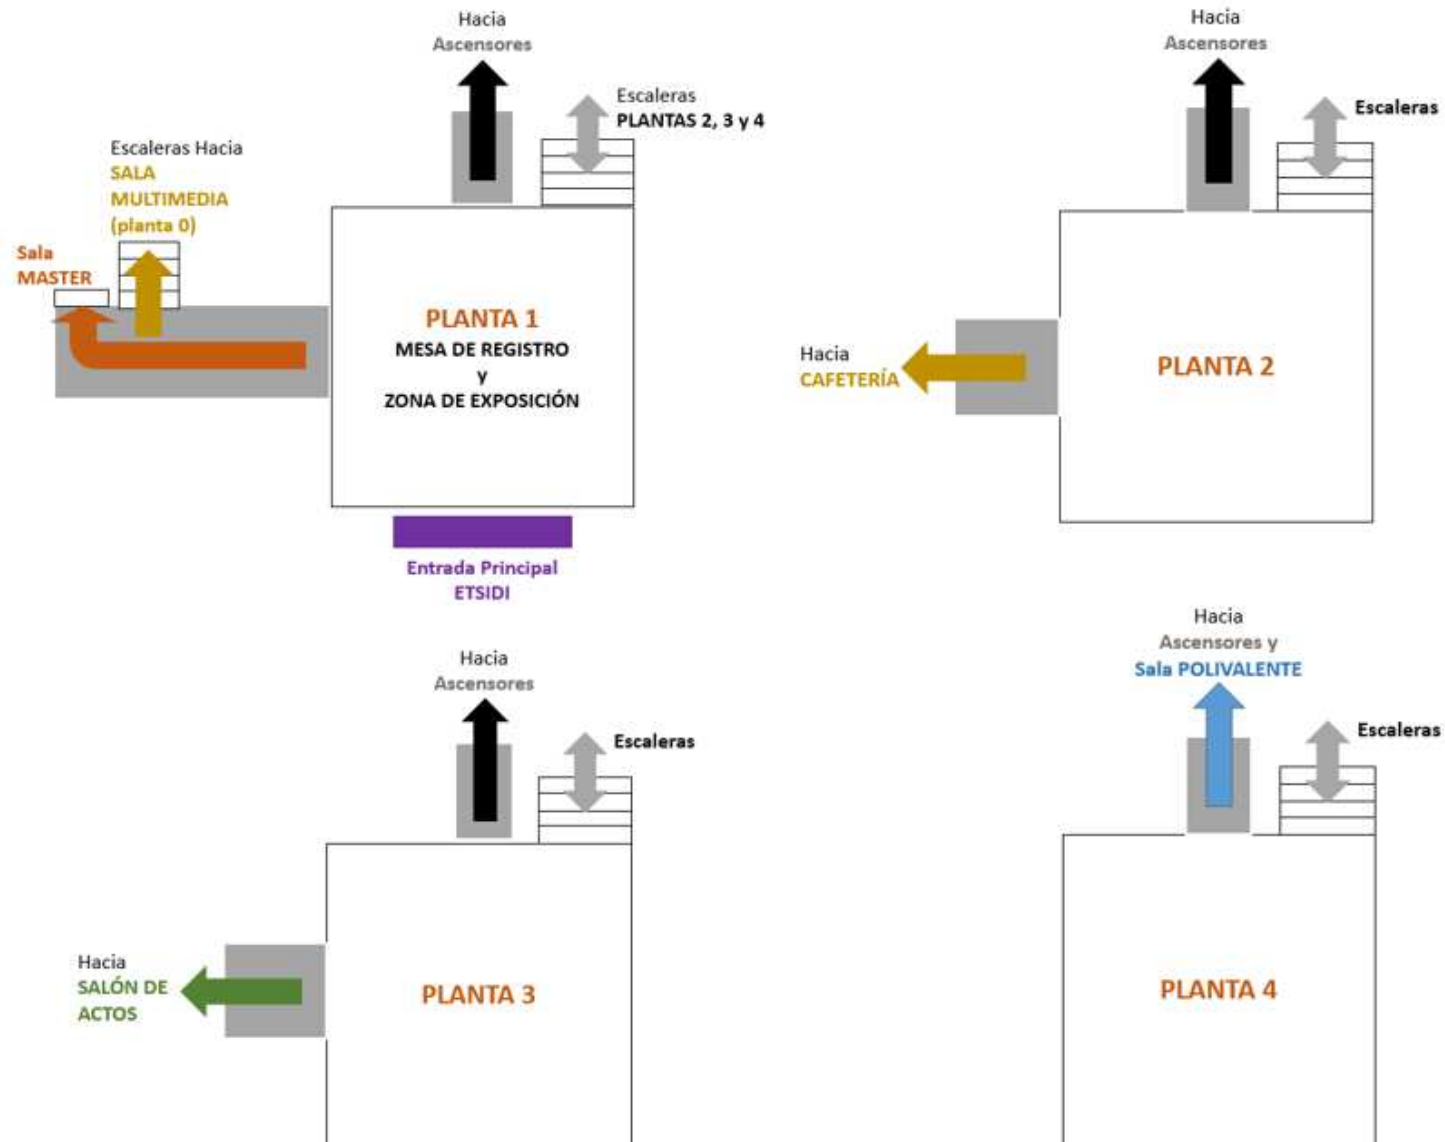 Hacia
Ascensores
Escaleras
PLANTAS 2, 3 y 4
Escaleras Hacia
SALA
MULTIMEDIA
(planta 0)
Sala
MASTER
PLANTA 1
MESA DE REGISTRO
y
ZONA DE EXPOSICIÓN
Entrada Principal
ETSIDI
Hacia
Ascensores
Escaleras
Hacia
CAFETERÍA
PLANTA 2
Hacia
Ascensores
Escaleras
Hacia
SALÓN DE
ACTOS
PLANTA 3
Hacia
Ascensores y
Sala POLIVALENTE
Escaleras
PLANTA 4